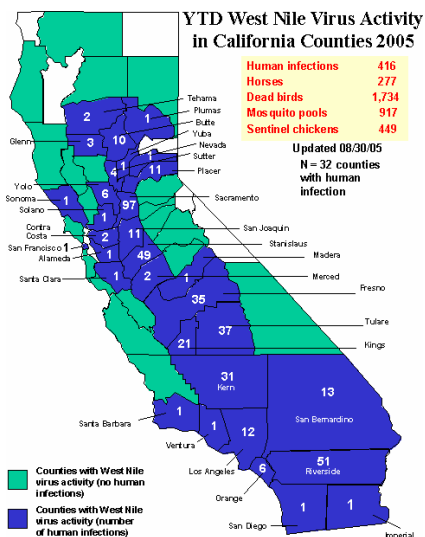 YTD West Nile Virus Activity
in California Counties 2005
Human infections 416
Horses 277
Dead birds 1,734
Mosquito pools 917
Sentinel chickens 449
Updated 08/30/05
N = 32 counties
with human
infection
Tehama
Plumas
Butte
Yuba
Nevada
Sutter
Placer
Glenn
Yolo
Sonoma
Solano
Sacramento
Contra
Costa
San Francisco
Alameda
Santa Clara
San Joaquin
Stanislaus
Madera
Merced
Fresno
Tulare
Kings
2
1
3
10
1
1
4
11
6
1
97
1
2
11
1
1
49
1
2
1
35
37
21
31
Kern
13
San Bernardino
Santa Barbara
1
Ventura
1
12
Los Angeles
6
Orange
51
Riverside
1
San Diego
1
Imperial
Counties with West Nile
virus activity (no human
infections)
Counties with West Nile
virus activity (number
of human infections)